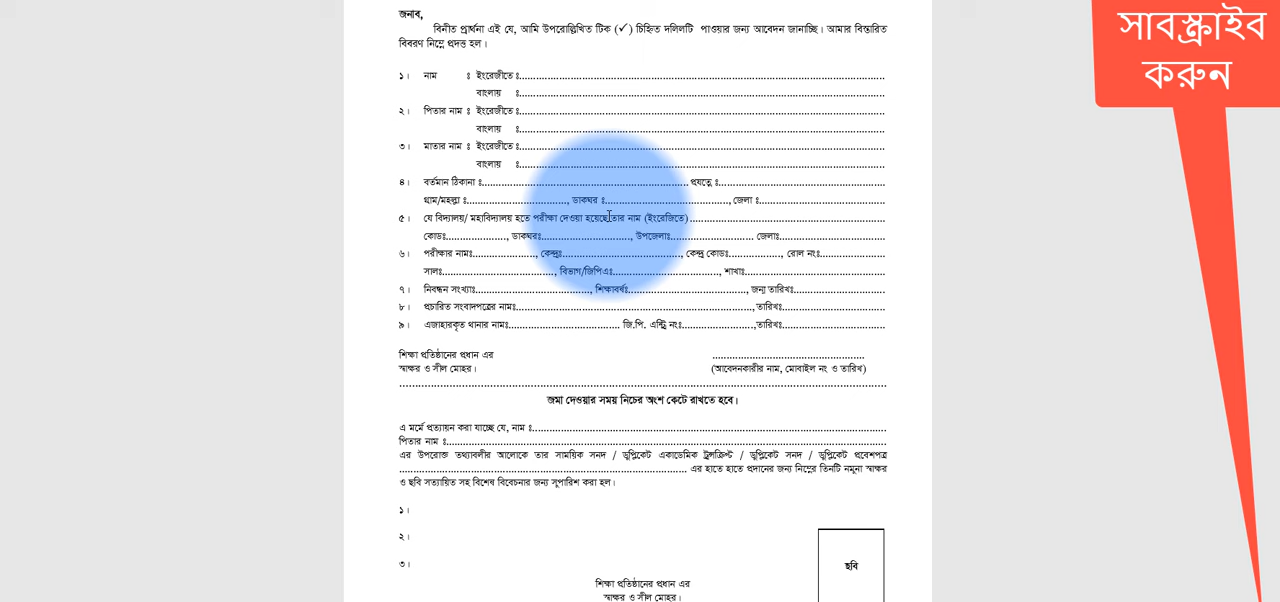 জনাব,
বিনীত প্রার্থনা এই যে, আমি উপরোল্লিখিত টিক (✓) চিহ্নিত দলিলটি পাওয়ার জন্য আবেদন জানাচ্ছি। আমার বিস্তারিত
বিবরণ নিম্নে প্রদত্ত হল।
১। নাম ঃ ইংরেজীতে ঃ..........
বাংলায় ঃ..........
২। পিতার নাম ঃ ইংরেজীতে ঃ..........
বাংলায় ঃ..........
৩। মাতার নাম ঃ ইংরেজীতে ঃ..........
বাংলায় ঃ..........
৪। বর্তমান ঠিকানা ঃ.......... প্রযত্নে ঃ..........
গ্রাম/মহল্লা ঃ.........., ডাকঘর ঃ.........., জেলা ঃ..........
৫। যে বিদ্যালয়/ মহাবিদ্যালয় হতে পরীক্ষা দেওয়া হয়েছে তার নাম (ইংরেজিতে) ..........
কোডঃ.........., ডাকঘরঃ.........., উপজেলাঃ.......... জেলাঃ..........
৬। পরীক্ষার নামঃ.........., কেন্দ্রঃ.........., কেন্দ্র কোডঃ.........., রোল নংঃ..........
সালঃ.........., বিভাগ/জিপিএঃ.........., শাখাঃ..........
৭। নিবন্ধন সংখ্যাঃ.........., শিক্ষাবর্ষঃ.........., জন্ম তারিখঃ..........
৮। প্রচারিত সংবাদপত্রের নামঃ.........., তারিখঃ..........
৯। এজাহারকৃত থানার নামঃ.......... জি.পি. এন্ট্রি নংঃ..........,তারিখঃ..........
শিক্ষা প্রতিষ্ঠানের প্রধান এর
স্বাক্ষর ও সীল মোহর।
(আবেদনকারীর নাম, মোবাইল নং ও তারিখ)
জমা দেওয়ার সময় নিচের অংশ কেটে রাখতে হবে।
এ মর্মে প্রত্যয়ন করা যাচ্ছে যে, নাম ঃ..........
পিতার নাম ঃ..........
এর উপরোক্ত তথ্যাবলীর আলোকে তার সাময়িক সনদ / ডুপ্লিকেট একাডেমিক ট্রান্সক্রিপ্ট / ডুপ্লিকেট সনদ / ডুপ্লিকেট প্রবেশপত্র
.......... এর হাতে হাতে প্রদানের জন্য নিম্নের তিনটি নমুনা স্বাক্ষর
ও ছবি সত্যায়িত সহ বিশেষ বিবেচনার জন্য সুপারিশ করা হল।
১।
২।
৩।
ছবি
শিক্ষা প্রতিষ্ঠানের প্রধান এর
স্বাক্ষর ও সীল মোহর।
সাবস্ক্রাইব
করুন